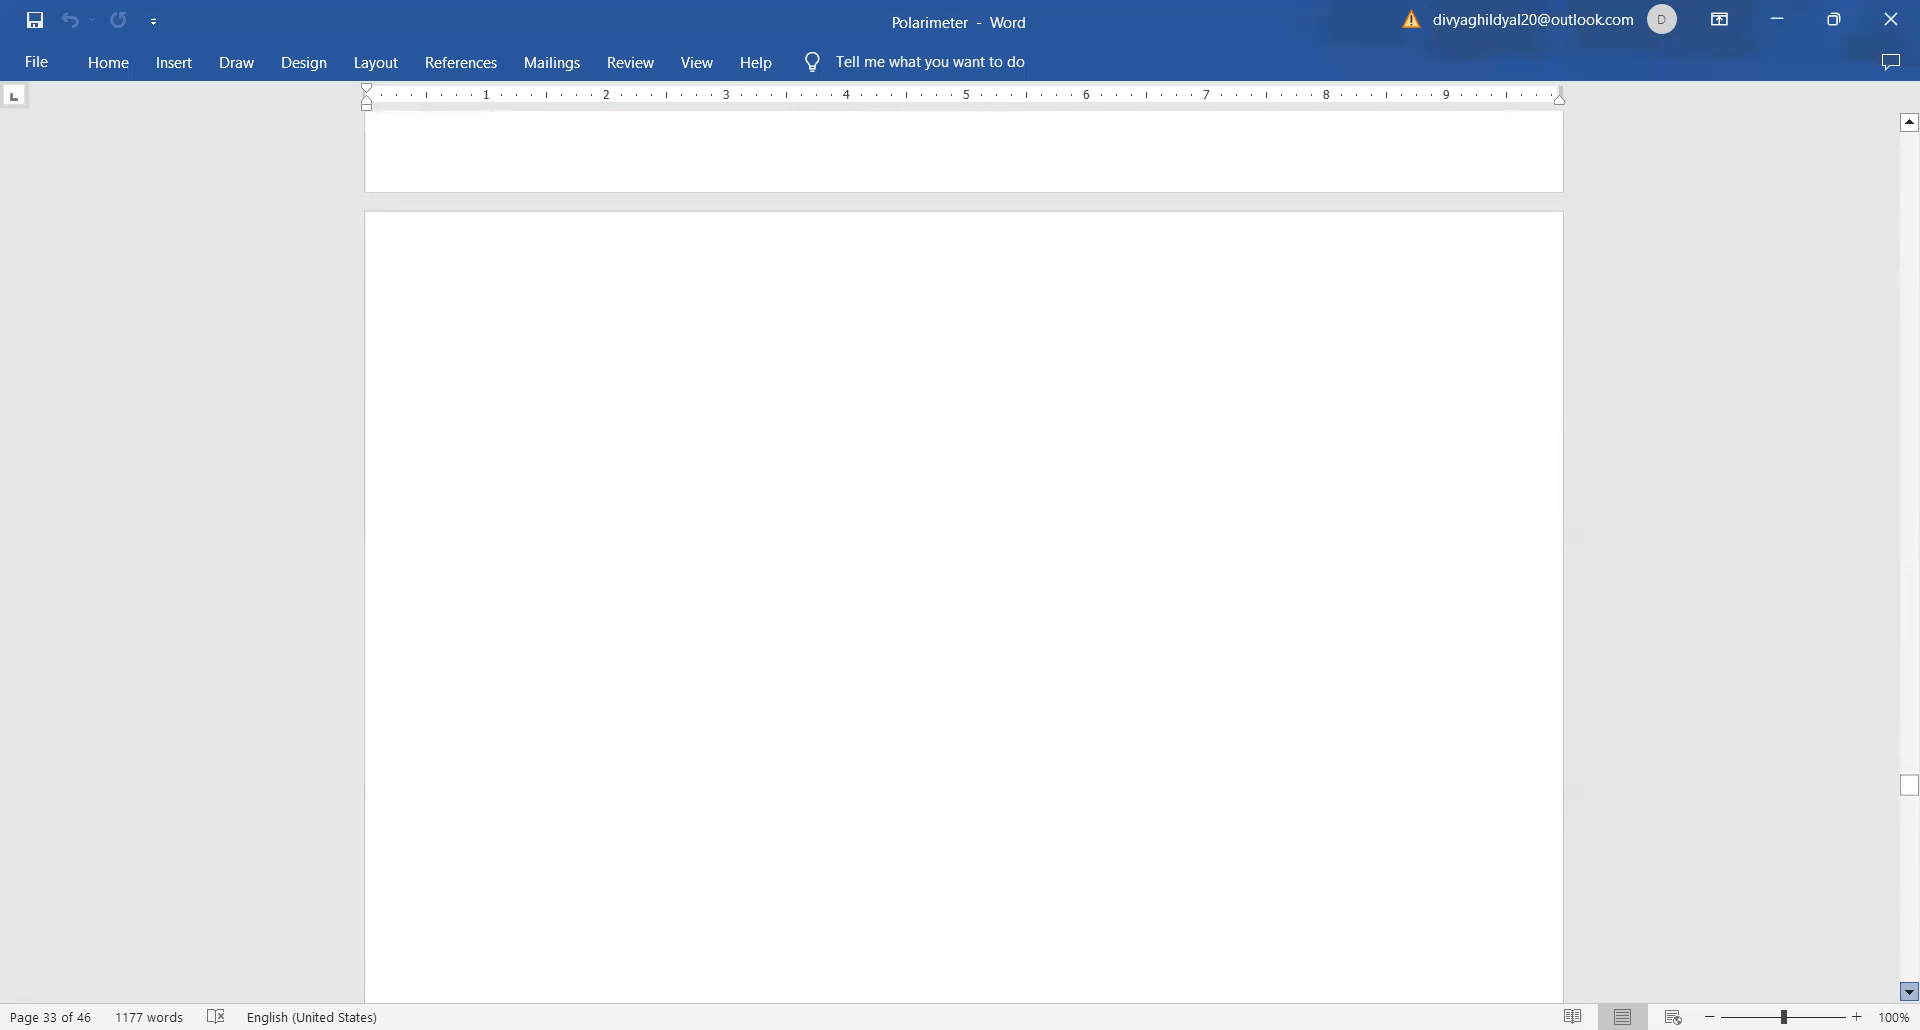 Polarimeter - Word
divyaghildyal20@outlook.com
D
File Home Insert Draw Design Layout References Mailings Review View Help Tell me what you want to do
1 2 3 4 5 6 7 8 9
Page 33 of 46 1177 words English (United States) 100%